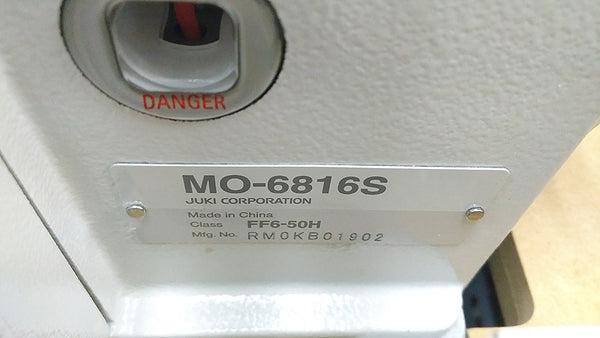 DANGER
MO-6816S
JUKI CORPORATION
Made in China
Class FF6-50H
Mfg. No. RM0KB01902